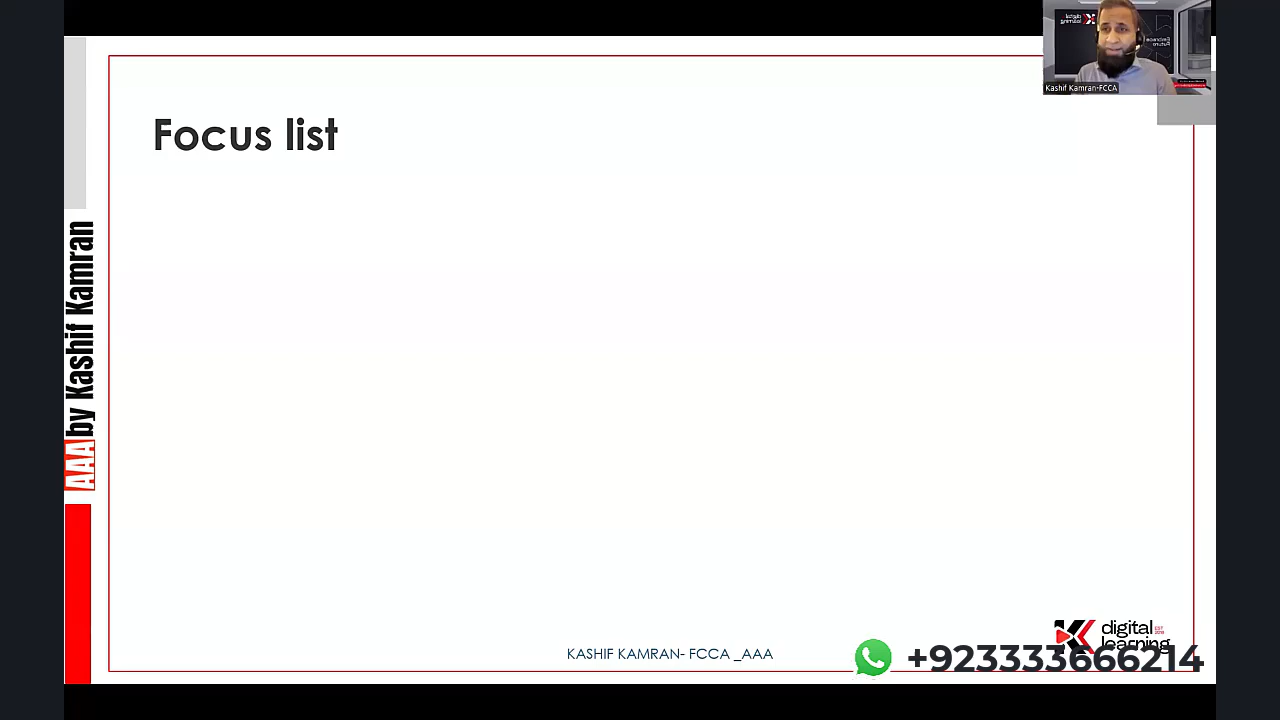 Kashif Kamran-FCCA
Focus list
AAA by Kashif Kamran
KASHIF KAMRAN- FCCA _AAA
digital
learning
+923333666214